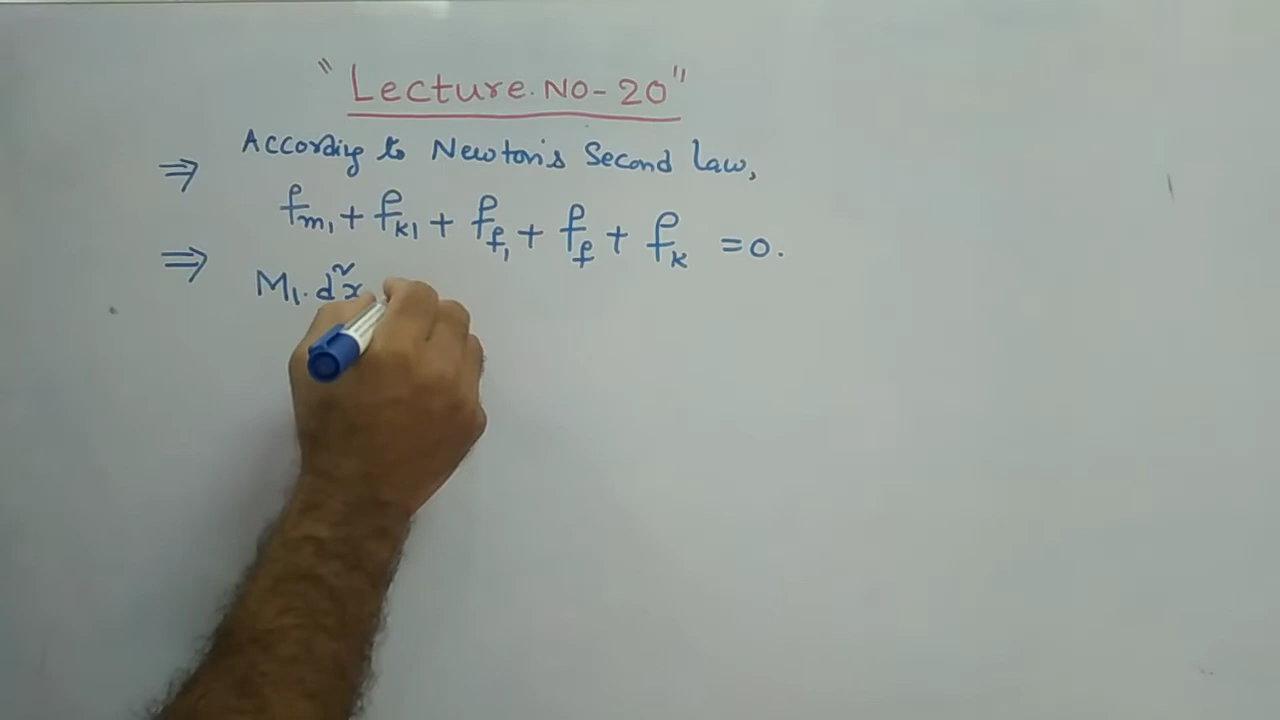 "Lecture.No-20"
⇒ According to Newton's Second law,
fm₁ + fk₁ + ff₁ + ff + fk =0.
⇒ M₁.d²x